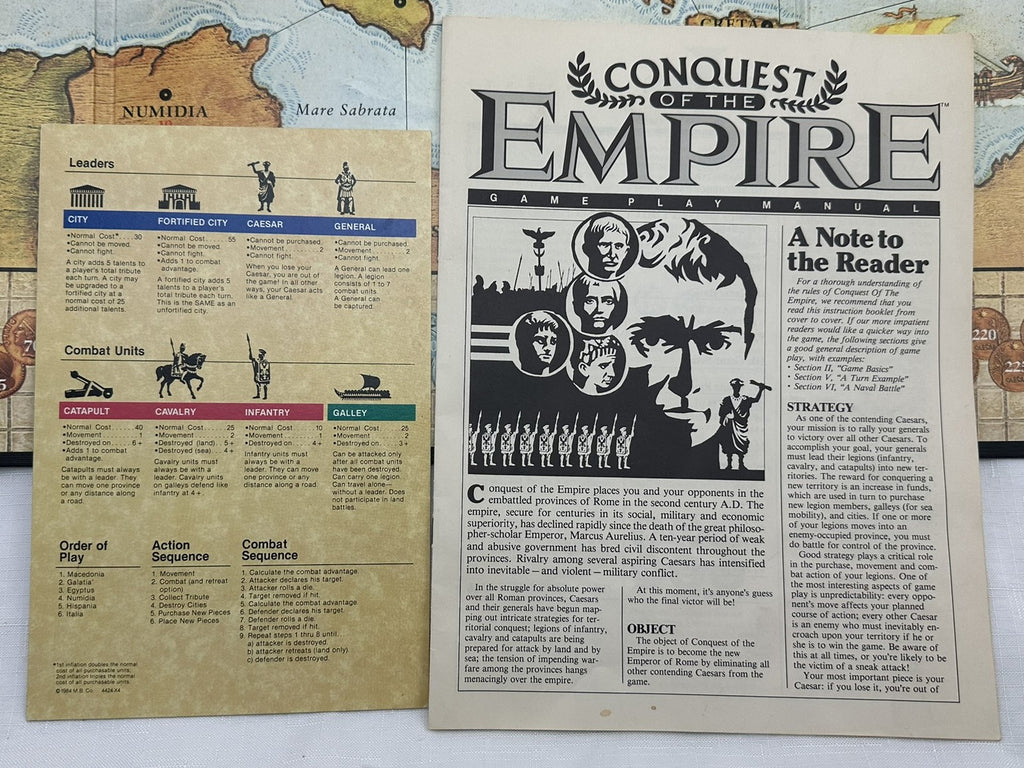 NUMIDIA
Mare Sabrata
CRETA
Leaders
CITY
•Normal Cost*....30
•Cannot be moved.
•Cannot fight.
A city adds 5 talents to
a player's total tribute
each turn. A city may
be upgraded to a
fortified city at a
normal cost of 25
additional talents.
FORTIFIED CITY
•Normal Cost......55
•Cannot be moved.
•Cannot fight.
•Adds 1 to combat
advantage.
A fortified city adds 5
talents to a player's
total tribute each turn.
This is the SAME as an
unfortified city.
CAESAR
•Cannot be purchased.
•Movement........2
•Cannot fight.
When you lose your
Caesar, you are out of
the game! In all other
ways, your Caesar acts
like a General.
GENERAL
•Cannot be purchased.
•Movement........2
•Cannot fight.
A General can lead one
legion. A legion
consists of 1 to 7
combat units
A General can
be captured.
Combat Units
CATAPULT
•Normal Cost.....40
•Movement........1
•Destroyed on.....6+
•Adds 1 to combat
advantage.
Catapults must always
be with a leader. They
can move one province
or any distance along
a road.
CAVALRY
•Normal Cost......25
•Movement.........2
•Destroyed (land)..5+
•Destroyed (sea)...4+
Cavalry units must
always be with a
leader. Cavalry units
on galleys defend like
infantry at 4+.
INFANTRY
•Normal Cost.....10
•Movement........1
•Destroyed on....4+
Infantry units must
always be with a
leader. They can move
one province or any
distance along a road.
GALLEY
•Normal Cost.....25
•Movement........2
•Destroyed on....3+
Can be attacked only
after all combat units
have been destroyed.
Can carry one legion.
Can travel alone—
without a leader. Does
not participate in land
battles.
Order of
Play
1. Macedonia
2. Galatia
3. Egyptus
4. Numidia
5. Hispania
6. Italia
Action
Sequence
1. Movement
2. Combat (and retreat
option)
3. Collect Tribute
4. Destroy Cities
5. Purchase New Pieces
6. Place New Pieces
Combat
Sequence
1. Calculate the combat advantage.
2. Attacker declares his target.
3. Attacker rolls a die.
4. Target removed if hit.
5. Calculate the combat advantage.
6. Defender declares his target.
7. Defender rolls a die.
8. Target removed if hit.
9. Repeat steps 1 thru 8 until...
a) attacker is destroyed.
b) attacker retreats (land only).
c) defender is destroyed.
*1st inflation doubles the normal
cost of all purchasable units.
2nd inflation triples the normal
cost of all purchasable units.
© 1984 M.B. Co. 4424-X4
CONQUEST
OF THE
EMPIRE™
GAME PLAY MANUAL
Conquest of the Empire places you and your opponents in the
embattled provinces of Rome in the second century A.D. The
empire, secure for centuries in its social, military and economic
superiority, has declined rapidly since the death of the great philoso-
pher-scholar Emperor, Marcus Aurelius. A ten-year period of weak
and abusive government has bred civil discontent throughout the
provinces. Rivalry among several aspiring Caesars has intensified
into inevitable—and violent—military conflict.
In the struggle for absolute power
over all Roman provinces, Caesars
and their generals have begun map-
ping out intricate strategies for ter-
ritorial conquest; legions of infantry,
cavalry and catapults are being
prepared for attack by land and by
sea; the tension of impending war-
fare among the provinces hangs
menacingly over the empire.
At this moment, it's anyone's guess
who the final victor will be!
OBJECT
The object of Conquest of the
Empire is to become the new
Emperor of Rome by eliminating all
other contending Caesars from the
game.
A Note to
the Reader
For a thorough understanding of
the rules of Conquest Of The
Empire, we recommend that you
read this instruction booklet from
cover to cover. If our more impatient
readers would like a quicker way into
the game, the following sections give
a good general description of game
play, with examples:
• Section II, "Game Basics"
• Section V, "A Turn Example"
• Section VI, "A Naval Battle"
STRATEGY
As one of the contending Caesars,
your mission is to rally your generals
to victory over all other Caesars. To
accomplish your goal, your generals
must lead their legions (infantry,
cavalry, and catapults) into new ter-
ritories. The reward for conquering a
new territory is an increase in funds,
which are used in turn to purchase
new legion members, galleys (for sea
mobility), and cities. If one or more
of your legions moves into an
enemy-occupied province, you must
do battle for control of the province.
Good strategy plays a critical role
in the purchase, movement and com-
bat action of your legions. One of
the most interesting aspects of game
play is unpredictability: every oppo-
nent's move affects your planned
course of action; every other Caesar
is an enemy who must inevitably en-
croach upon your territory if he or
she is to win the game. Be aware of
this at all times, or you're likely to be
the victim of a sneak attack!
Your most important piece is your
Caesar: if you lose it, you're out of
220